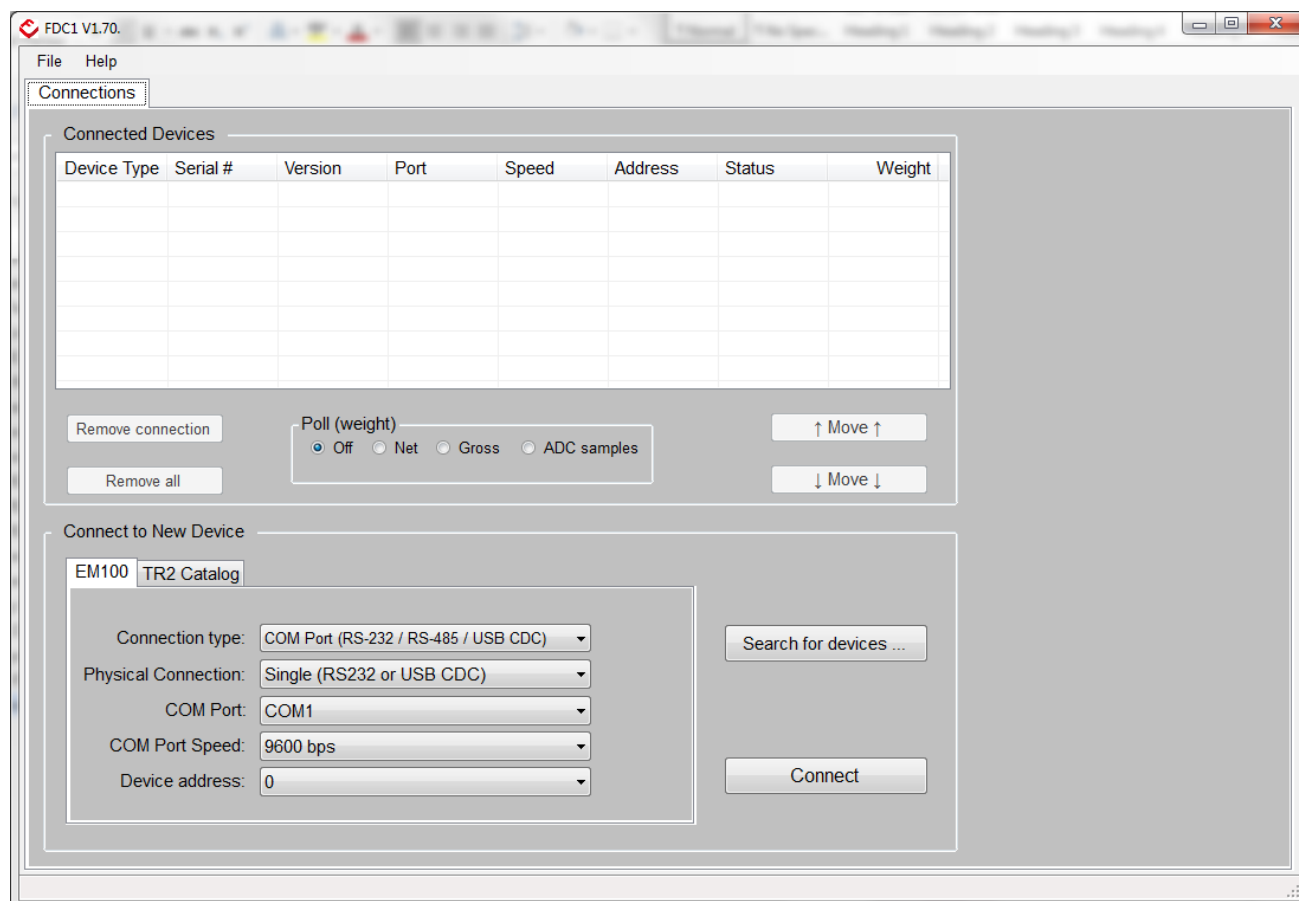 FDC1 V1.70.
File Help
Connections
Connected Devices
Device Type Serial # Version Port Speed Address Status Weight
Remove connection
Poll (weight)
Off Net Gross ADC samples
↑ Move ↑
Remove all
↓ Move ↓
Connect to New Device
EM100 TR2 Catalog
Connection type: COM Port (RS-232 / RS-485 / USB CDC)
Search for devices ...
Physical Connection: Single (RS232 or USB CDC)
COM Port: COM1
COM Port Speed: 9600 bps
Connect
Device address: 0